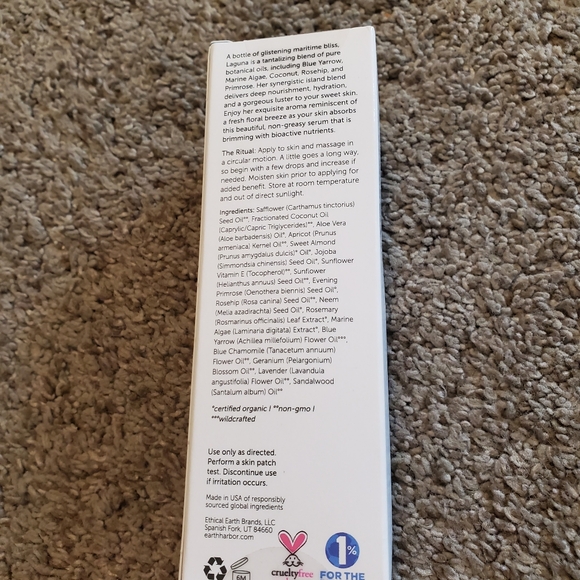 A bottle of glistening maritime bliss,
Laguna is a tantalizing blend of pure
botanical oils, including Blue Yarrow,
Marine Algae, Coconut, Rosehip, and
Primrose. Her synergistic island blend
delivers deep nourishment, hydration,
and a gorgeous luster to your sweet skin.
Enjoy her exquisite aroma reminiscent of
a fresh floral breeze as your skin absorbs
this beautiful, non-greasy serum that is
brimming with bioactive nutrients.
The Ritual: Apply to skin and massage in
a circular motion. A little goes a long way,
so begin with a few drops and increase if
needed. Moisten skin prior to applying for
added benefit. Store at room temperature
and out of direct sunlight.
Ingredients: Safflower (Carthamus tinctorius)
Seed Oil**, Fractionated Coconut Oil
(Caprylic/Capric Triglycerides)**, Aloe Vera
(Aloe barbadensis) Oil*, Apricot (Prunus
armeniaca) Kernel Oil**, Sweet Almond
(Prunus amygdalus dulcis)* Oil*, Jojoba
(Simmondsia chinensis) Seed Oil*, Sunflower
Vitamin E (Tocopherol)**, Sunflower
(Helianthus annuus) Seed Oil**, Evening
Primrose (Oenothera biennis) Seed Oil*,
Rosehip (Rosa canina) Seed Oil**, Neem
(Melia azadirachta) Seed Oil*, Rosemary
(Rosmarinus officinalis) Leaf Extract*, Marine
Algae (Laminaria digitata) Extract*, Blue
Yarrow (Achillea millefolium) Flower Oil***,
Blue Chamomile (Tanacetum annuum)
Flower Oil**, Geranium (Pelargonium)
Blossom Oil**, Lavender (Lavandula
angustifolia) Flower Oil**, Sandalwood
(Santalum album) Oil**
*certified organic | **non-gmo |
***wildcrafted
Use only as directed.
Perform a skin patch
test. Discontinue use
if irritation occurs.
Made in USA of responsibly
sourced global ingredients
Ethical Earth Brands, LLC
Spanish Fork, UT 84660
earthharbor.com
6M
crueltyfree
1%
FOR THE